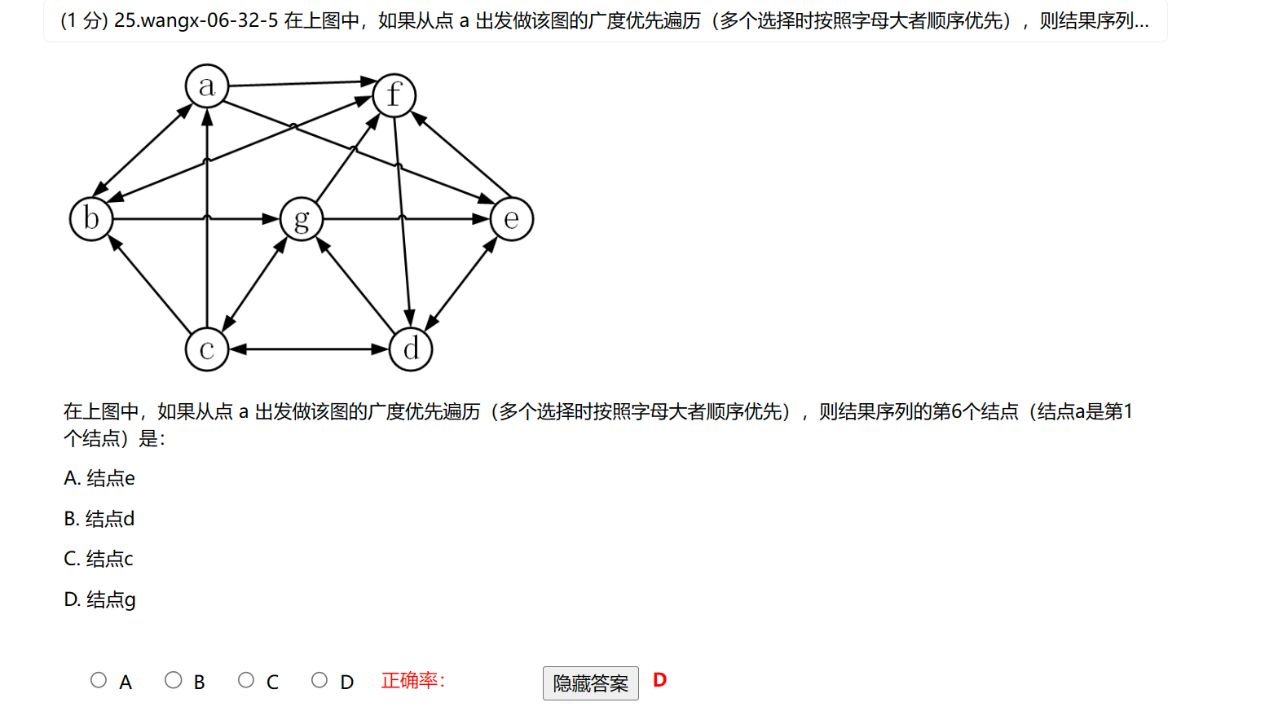 (1 分) 25.wangx-06-32-5 在上图中，如果从点 a 出发做该图的广度优先遍历（多个选择时按照字母大者顺序优先），则结果序列...
a
f
b
g
e
c
d
在上图中，如果从点 a 出发做该图的广度优先遍历（多个选择时按照字母大者顺序优先），则结果序列的第6个结点（结点a是第1
个结点）是：
A. 结点e
B. 结点d
C. 结点c
D. 结点g
A B C D 正确率： 隐藏答案 D